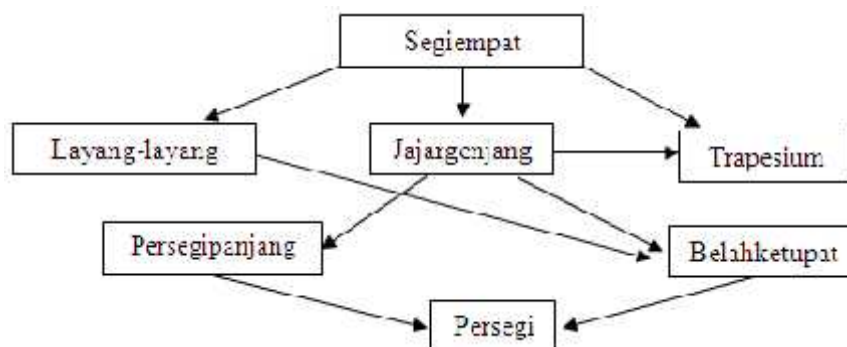 Segiempat
Layang-layang
Jajargenjang
Trapesium
Persegipanjang
Belahketupat
Persegi